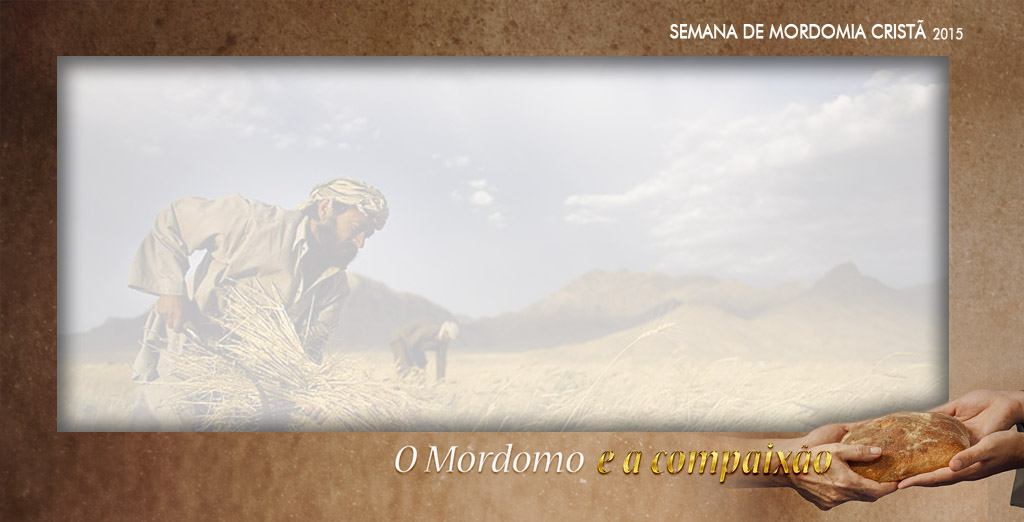 SEMANA DE MORDOMIA CRISTÃ 2015
O Mordomo e a compaixão